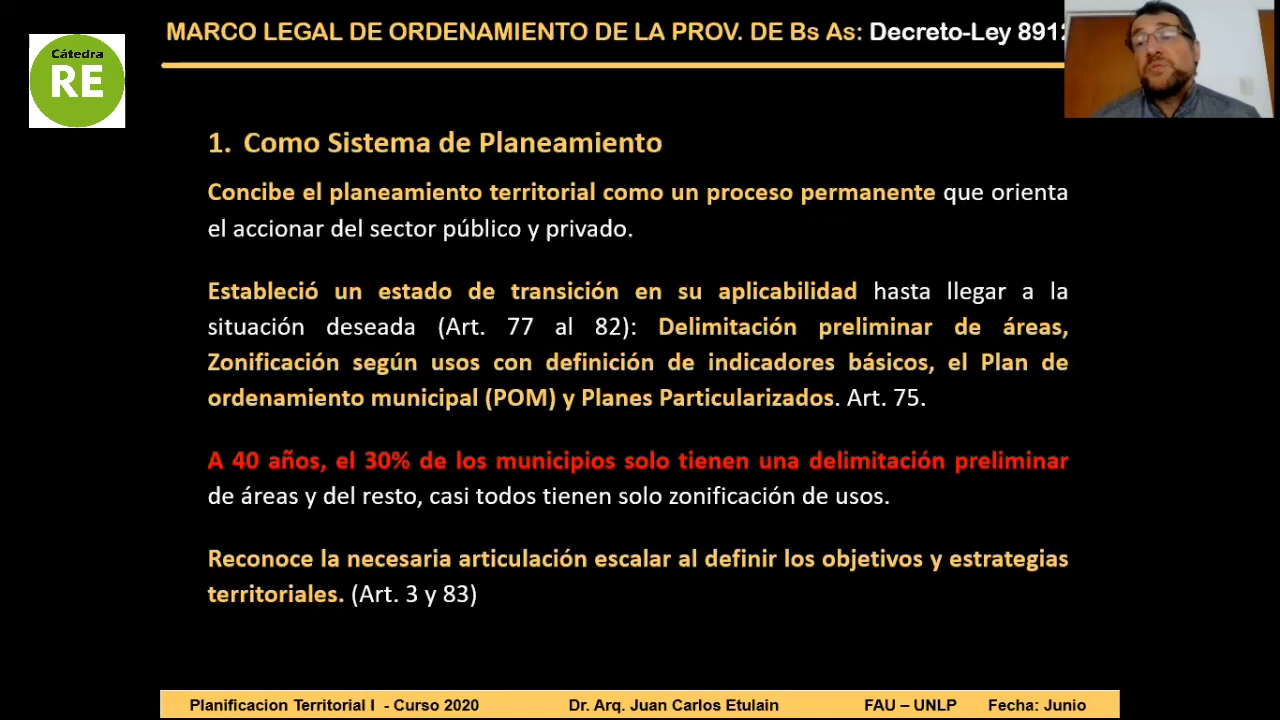 MARCO LEGAL DE ORDENAMIENTO DE LA PROV. DE Bs As: Decreto-Ley 8912
Cátedra
RE
1. Como Sistema de Planeamiento
Concibe el planeamiento territorial como un proceso permanente que orienta
el accionar del sector público y privado.
Estableció un estado de transición en su aplicabilidad hasta llegar a la
situación deseada (Art. 77 al 82): Delimitación preliminar de áreas,
Zonificación según usos con definición de indicadores básicos, el Plan de
ordenamiento municipal (POM) y Planes Particularizados. Art. 75.
A 40 años, el 30% de los municipios solo tienen una delimitación preliminar
de áreas y del resto, casi todos tienen solo zonificación de usos.
Reconoce la necesaria articulación escalar al definir los objetivos y estrategias
territoriales. (Art. 3 y 83)
Planificacion Territorial I - Curso 2020 Dr. Arq. Juan Carlos Etulain FAU – UNLP Fecha: Junio